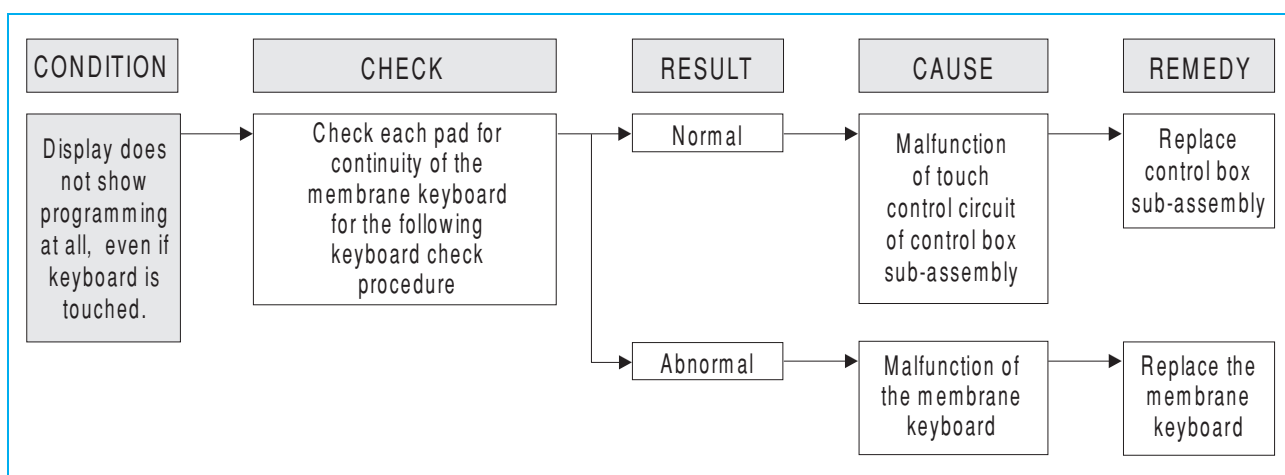 CONDITION
CHECK
RESULT
CAUSE
REMEDY
Display does
not show
programming
at all, even if
keyboard is
touched.
Check each pad for
continuity of the
membrane keyboard
for the following
keyboard check
procedure
Normal
Malfunction
of touch
control circuit
of control box
sub-assembly
Replace
control box
sub-assembly
Abnormal
Malfunction of
the membrane
keyboard
Replace the
membrane
keyboard